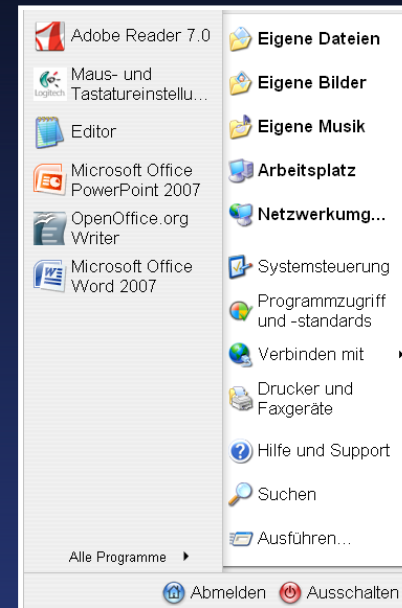 Adobe Reader 7.0
Logitech
Maus- und
Tastatureinstellu...
Editor
Microsoft Office
PowerPoint 2007
OpenOffice.org
Writer
Microsoft Office
Word 2007
Alle Programme
Eigene Dateien
Eigene Bilder
Eigene Musik
Arbeitsplatz
Netzwerkumg...
Systemsteuerung
Programmzugriff
und -standards
Verbinden mit
Drucker und
Faxgeräte
Hilfe und Support
Suchen
Ausführen...
Abmelden
Ausschalten